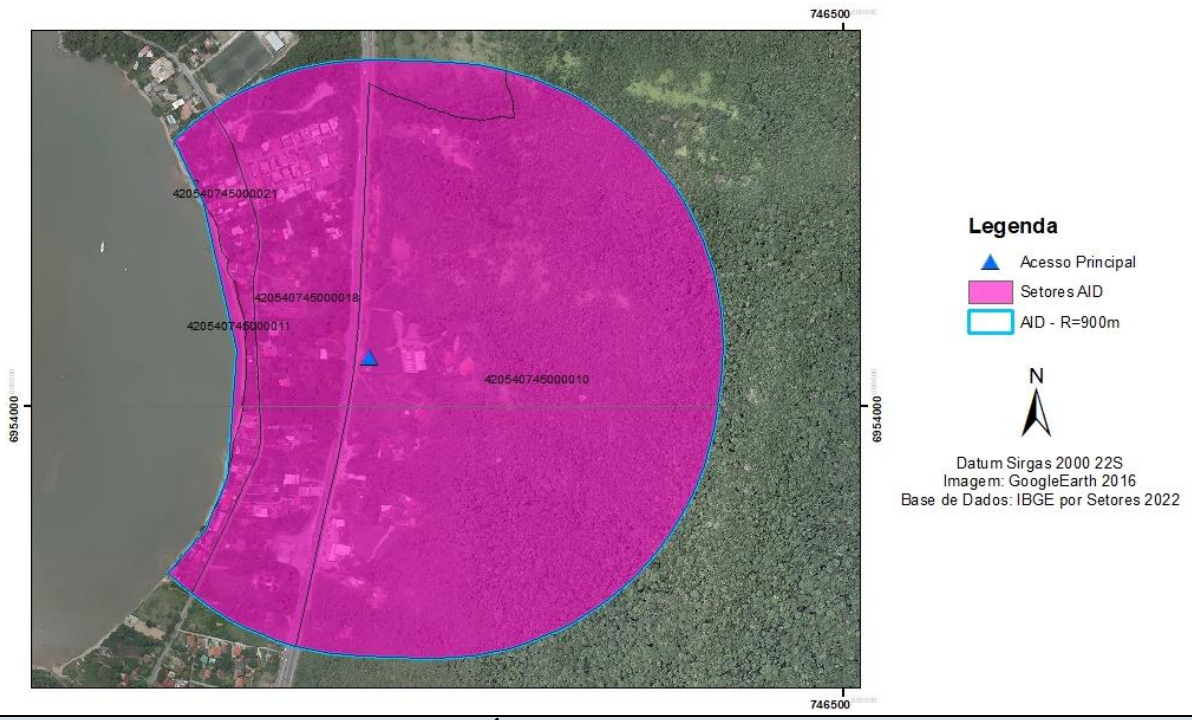 746500
420540745000021
420540745000018
420540745000011
420540745000010
6954000
6954000
746500
Legenda
Acesso Principal
Setores AID
AID - R=900m
N
Datum Sirgas 2000 22S
Imagem: GoogleEarth 2016
Base de Dados: IBGE por Setores 2022